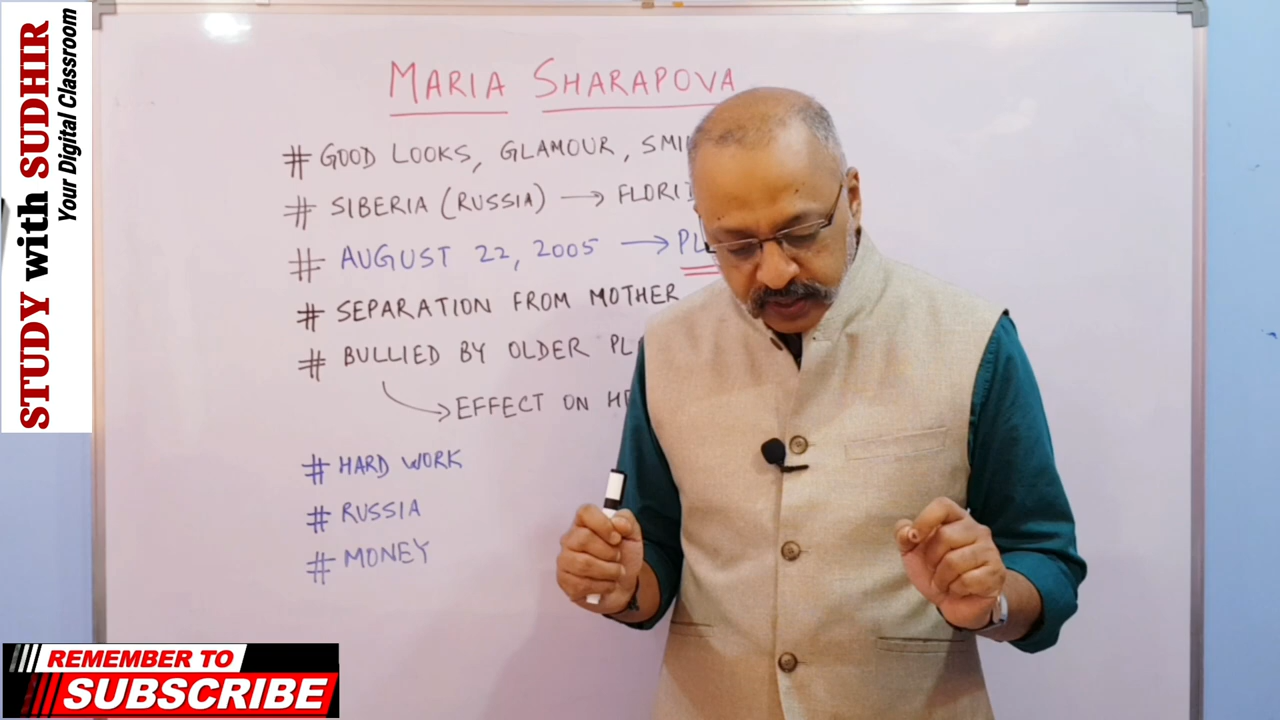 STUDY with SUDHIR
Your Digital Classroom
MARIA SHARAPOVA
# GOOD LOOKS, GLAMOUR, SMI
# SIBERIA (RUSSIA) → FLORI
# AUGUST 22, 2005 → PL
# SEPARATION FROM MOTHER
# BULLIED BY OLDER PL
EFFECT ON HE
# HARD WORK
# RUSSIA
# MONEY
REMEMBER TO
SUBSCRIBE